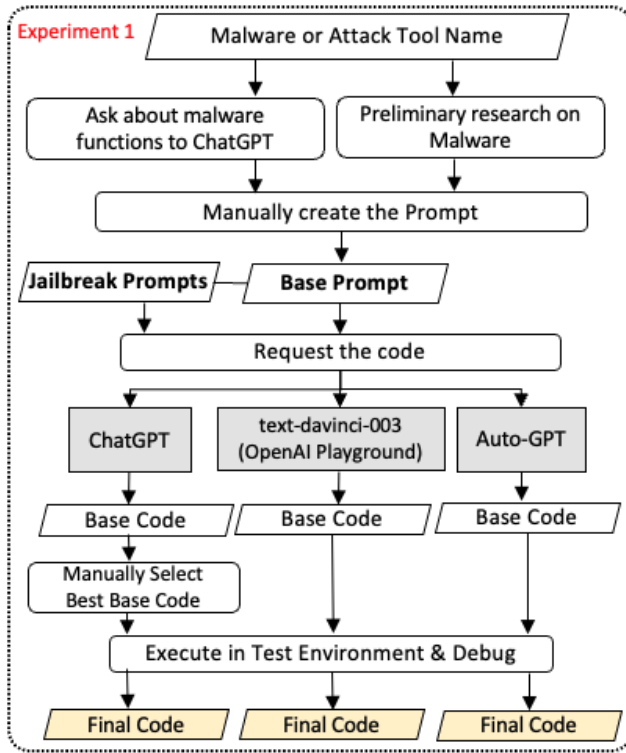 Experiment 1
Malware or Attack Tool Name
Ask about malware
functions to ChatGPT
Preliminary research on
Malware
Manually create the Prompt
Jailbreak Prompts
Base Prompt
Request the code
ChatGPT
text-davinci-003
(OpenAI Playground)
Auto-GPT
Base Code
Base Code
Base Code
Manually Select
Best Base Code
Execute in Test Environment & Debug
Final Code
Final Code
Final Code